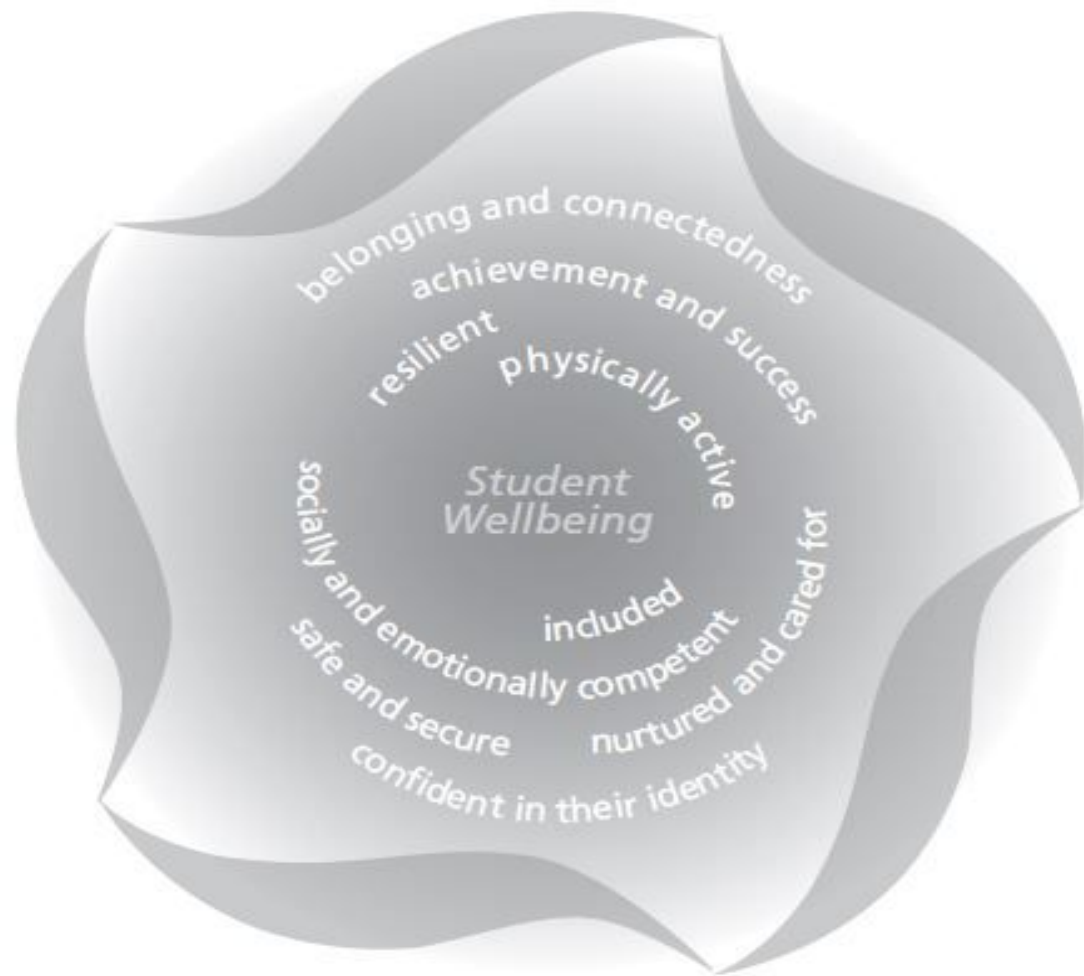 belonging and connectedness
achievement and success
resilient
physically active
Student
Wellbeing
included
socially and emotionally competent
nurtured and cared for
safe and secure
confident in their identity